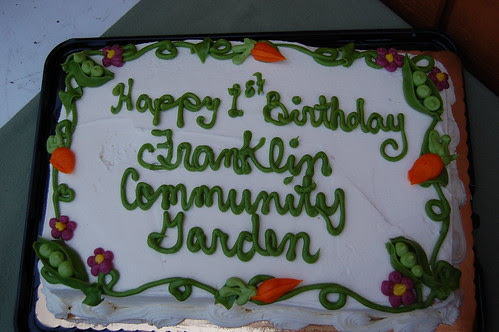 Happy 1st Birthday
Franklin
Community
Garden